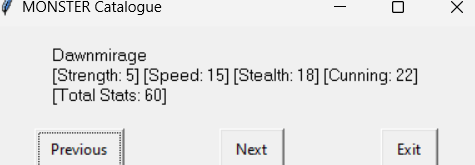 MONSTER Catalogue
Dawnmirage
[Strength: 5] [Speed: 15] [Stealth: 18] [Cunning: 22]
[Total Stats: 60]
Previous Next Exit